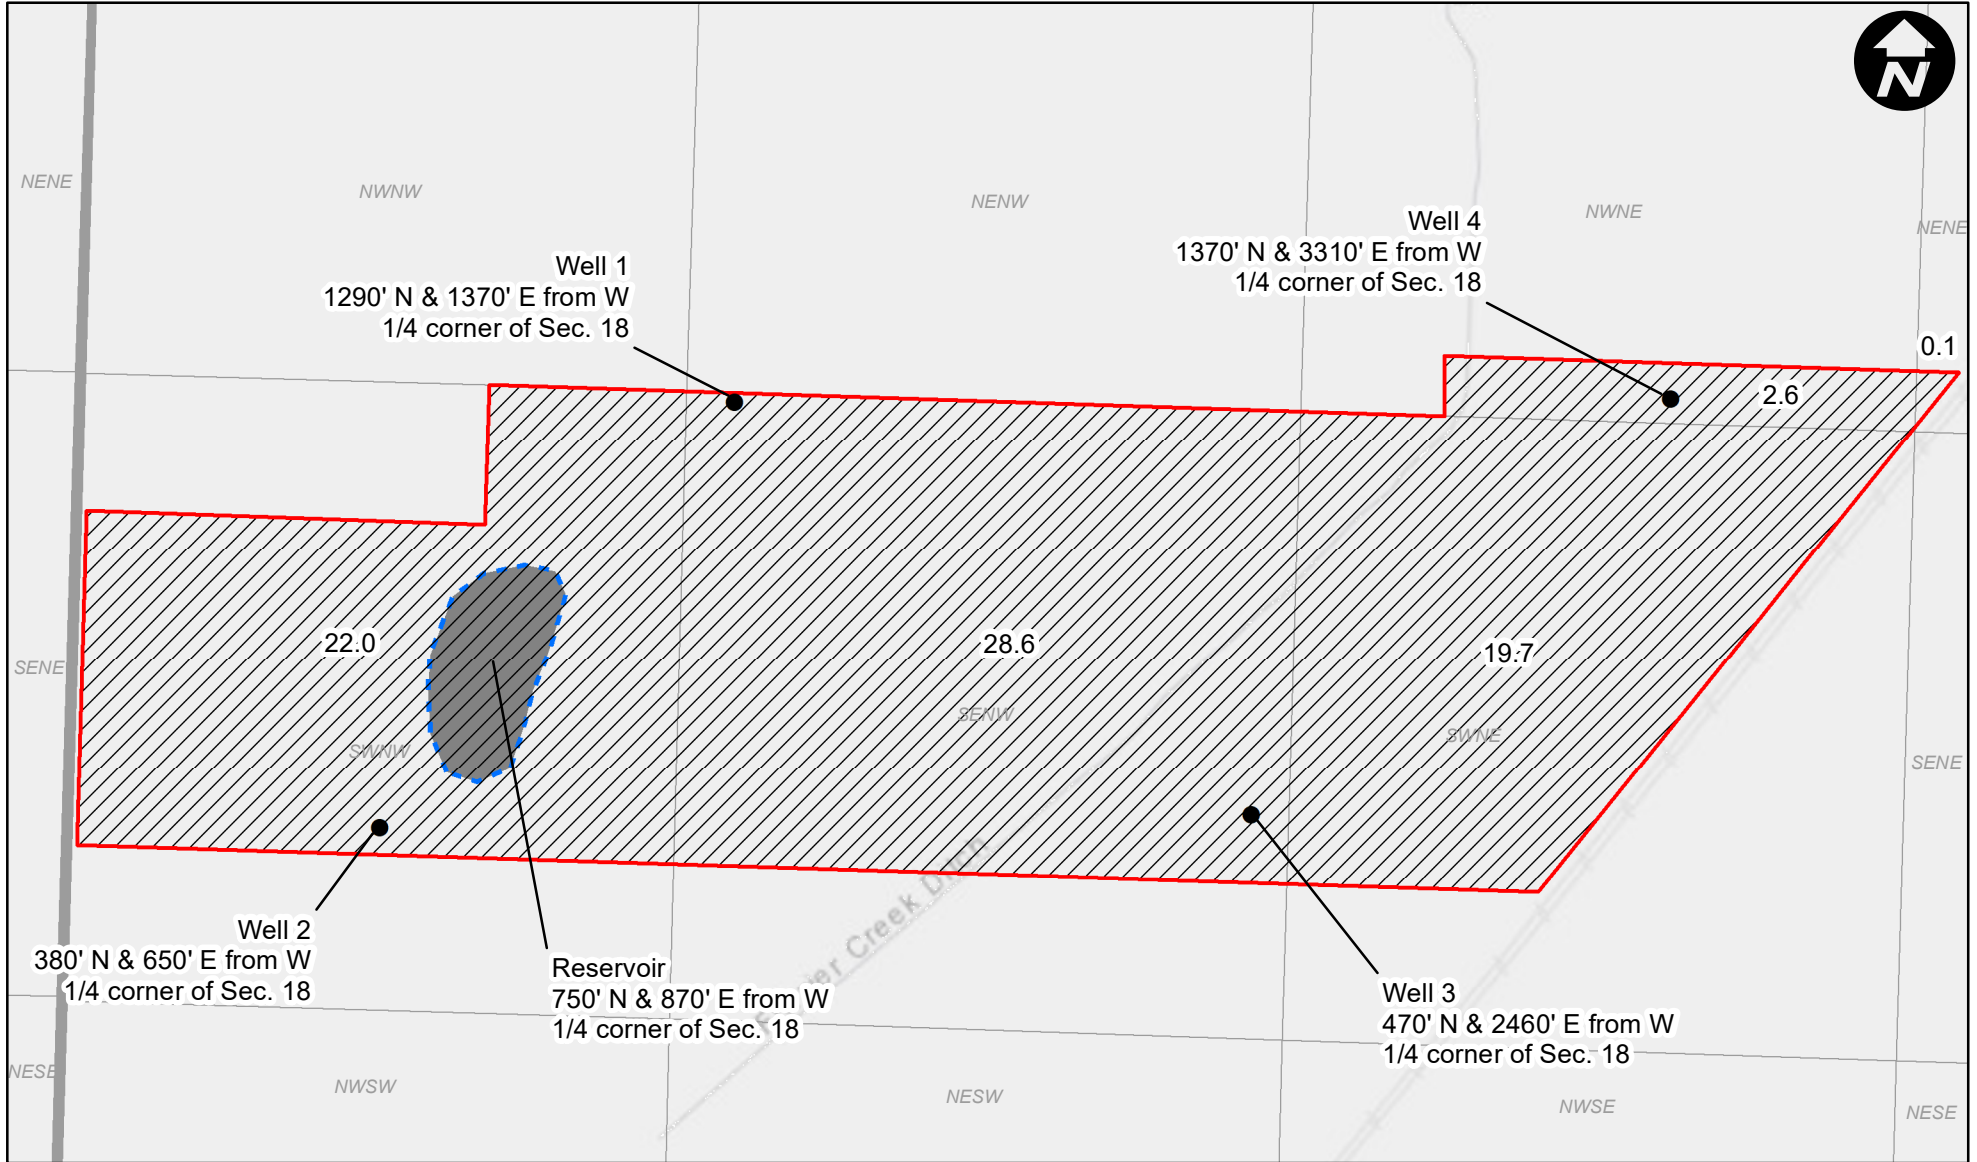 N
NENE
NWNW
NENW
NWNE
NENE
Well 4
1370' N & 3310' E from W
1/4 corner of Sec. 18
Well 1
1290' N & 1370' E from W
1/4 corner of Sec. 18
0.1
2.6
22.0
28.6
19.7
SENE
SWNW
SENW
SWNE
SENE
Creek Ditch
Well 2
380' N & 650' E from W
1/4 corner of Sec. 18
Reservoir
750' N & 870' E from W
1/4 corner of Sec. 18
Well 3
470' N & 2460' E from W
1/4 corner of Sec. 18
NESE
NWSW
NESW
NWSE
NESE